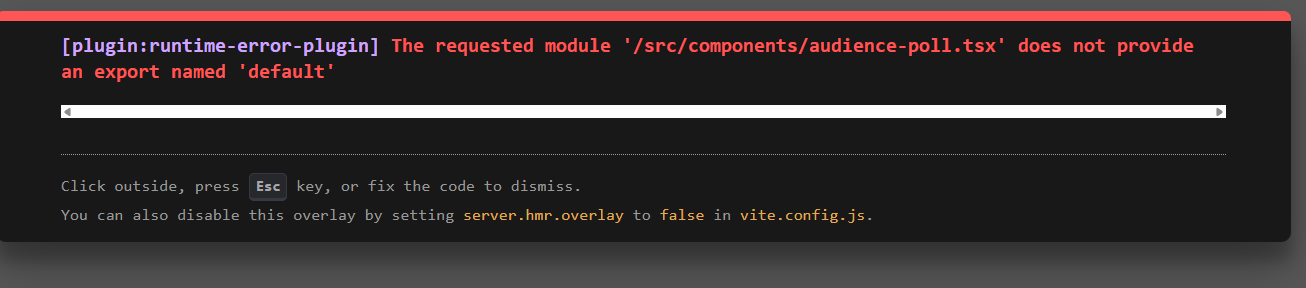 [plugin:runtime-error-plugin] The requested module '/src/components/audience-poll.tsx' does not provide
an export named 'default'
Click outside, press Esc key, or fix the code to dismiss.
You can also disable this overlay by setting server.hmr.overlay to false in vite.config.js.